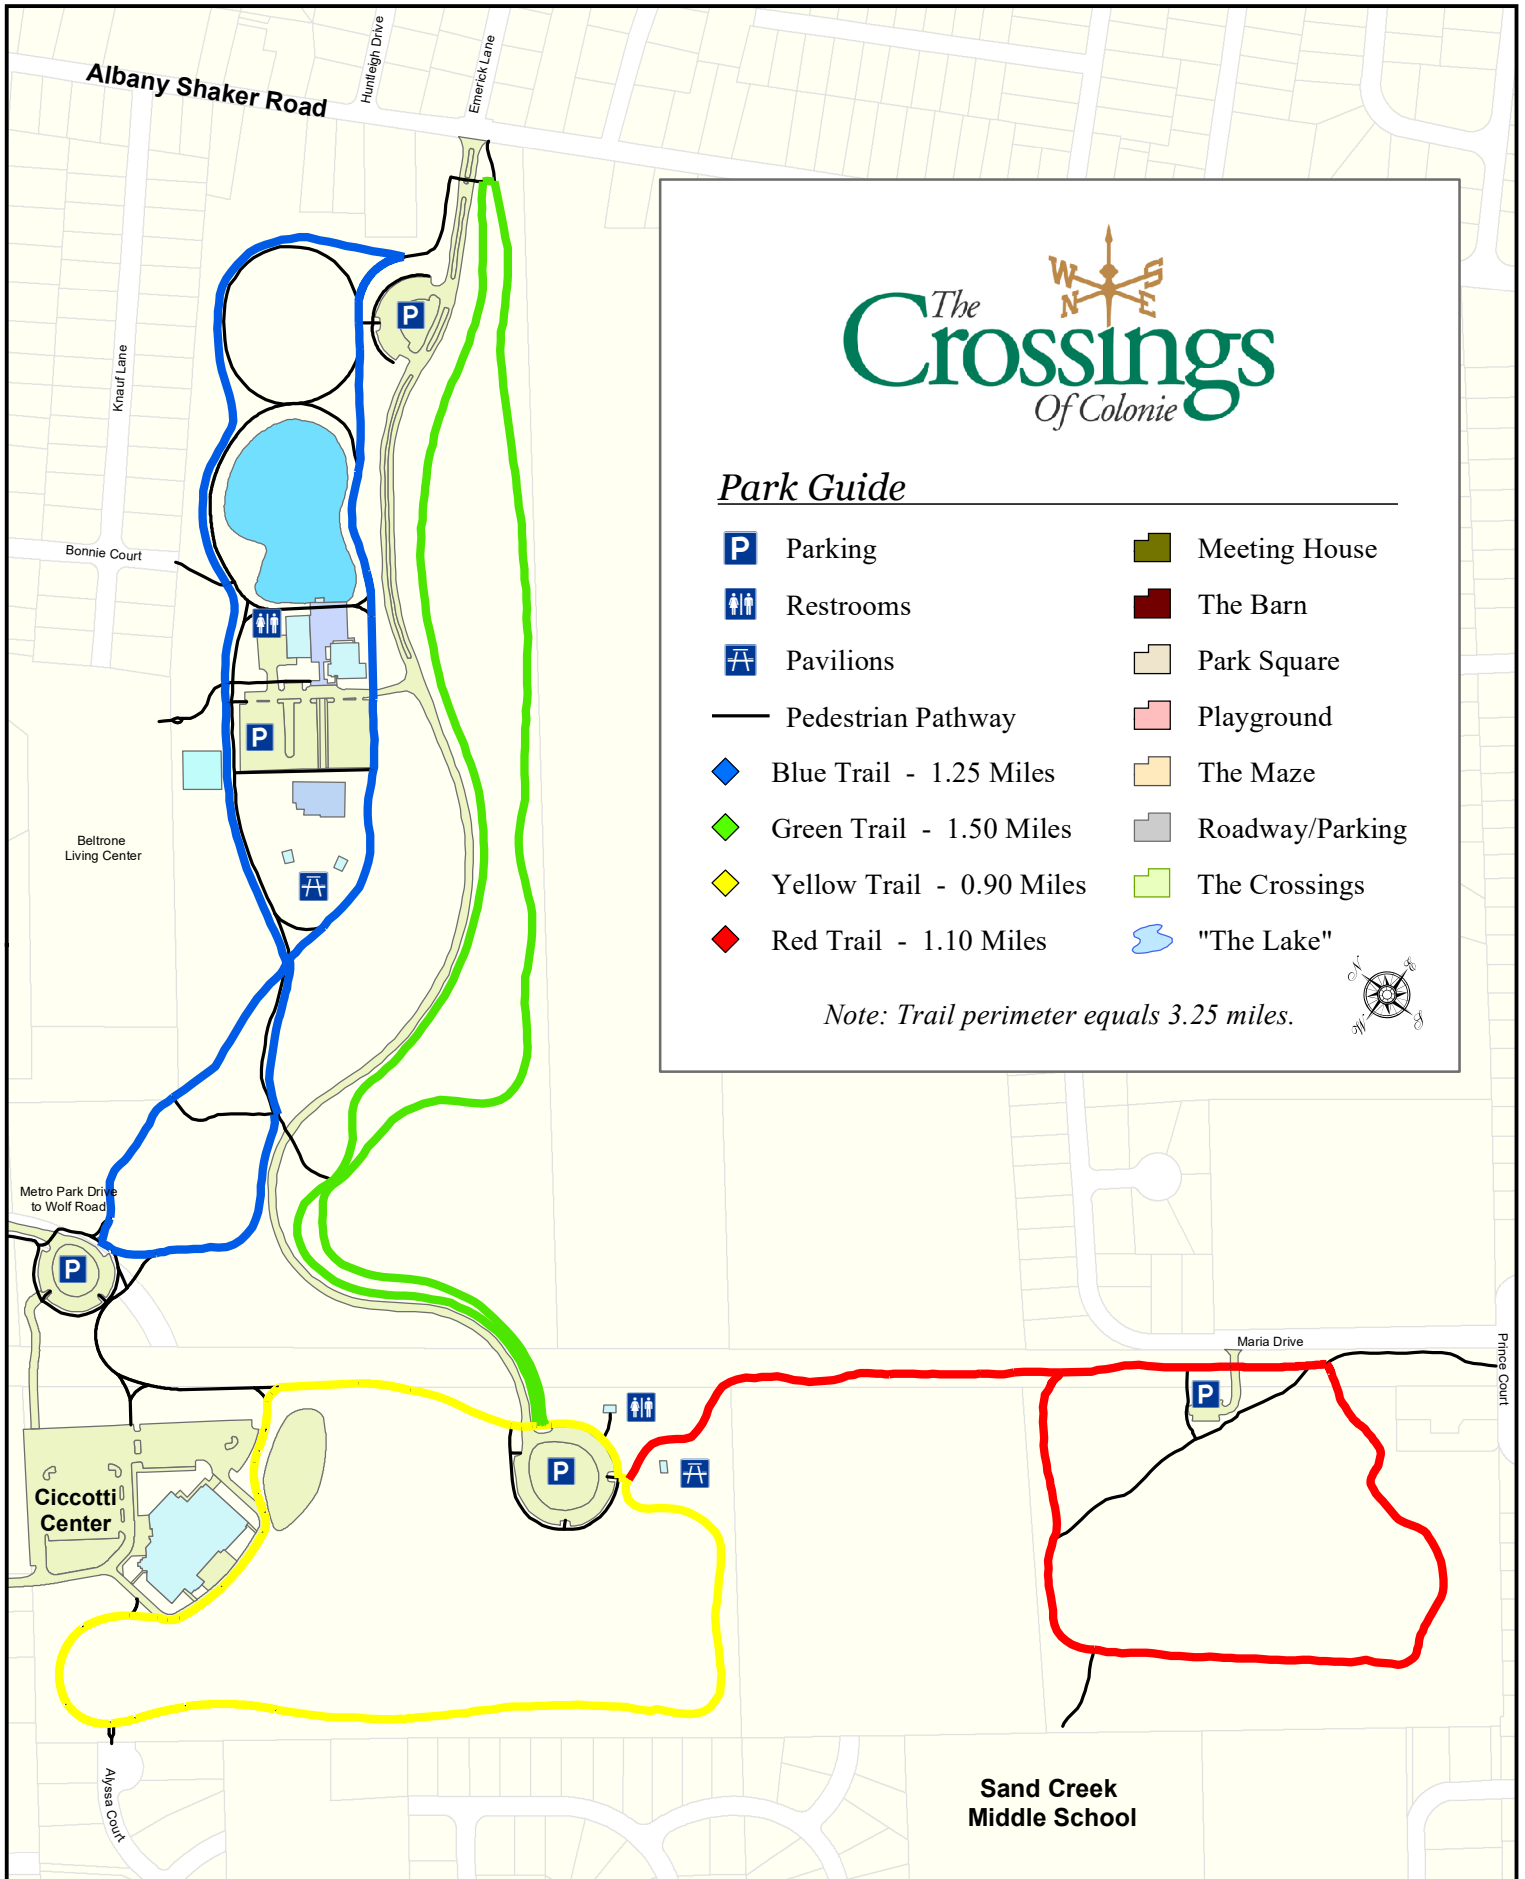 Huntleigh Drive
Emerick Lane
Albany Shaker Road
W S
N E
The
Crossings
Of Colonie
P
Knauf Lane
Park Guide
P Parking
Restrooms
Pavilions
Pedestrian Pathway
Blue Trail - 1.25 Miles
Green Trail - 1.50 Miles
Yellow Trail - 0.90 Miles
Red Trail - 1.10 Miles
Meeting House
The Barn
Park Square
Playground
The Maze
Roadway/Parking
The Crossings
"The Lake"
Note: Trail perimeter equals 3.25 miles.
N
W
S
Bonnie Court
P
Beltrone
Living Center
Metro Park Drive
to Wolf Road
P
Maria Drive
Prince Court
P
P
Ciccotti
Center
Alyssa Court
Sand Creek
Middle School